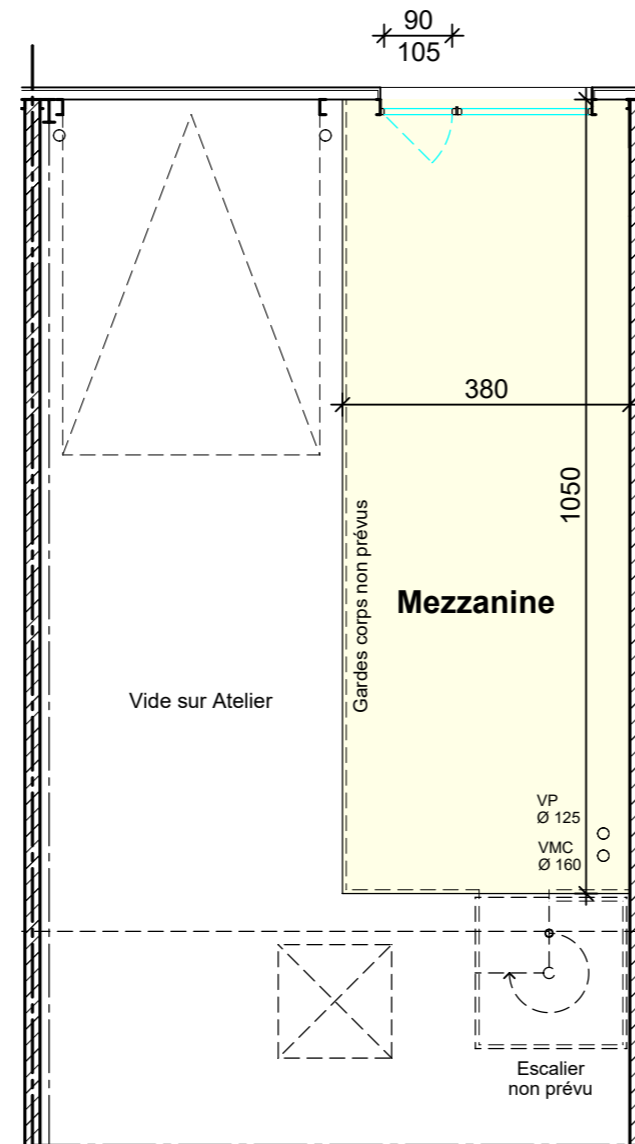 90
105
380
1050
Gardes corps non prévus
Mezzanine
Vide sur Atelier
VP
Ø 125
VMC
Ø 160
Escalier
non prévu